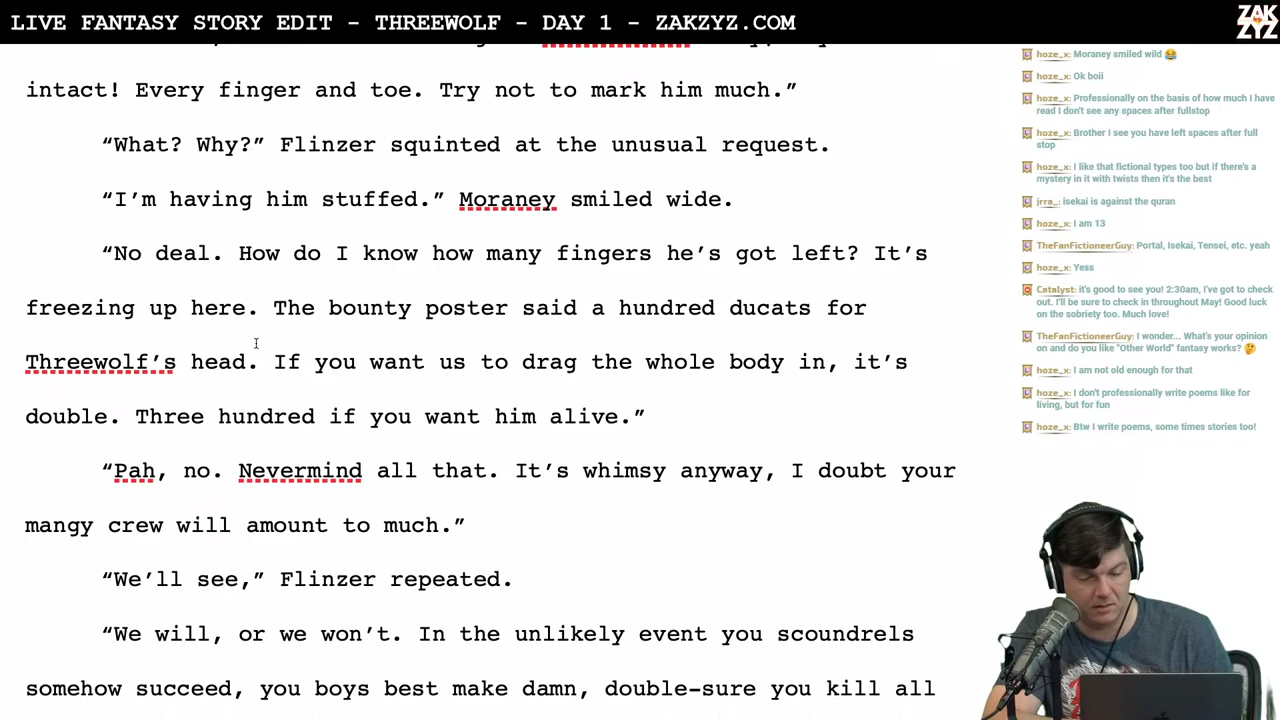 LIVE FANTASY STORY EDIT - THREEWOLF - DAY 1 - ZAKZYZ.COM
ZAK
ZYZ
intact! Every finger and toe. Try not to mark him much.”
“What? Why?” Flinzer squinted at the unusual request.
“I’m having him stuffed.” Moraney smiled wide.
“No deal. How do I know how many fingers he’s got left? It’s
freezing up here. The bounty poster said a hundred ducats for
Threewolf’s head. If you want us to drag the whole body in, it’s
double. Three hundred if you want him alive.”
“Pah, no. Nevermind all that. It’s whimsy anyway, I doubt your
mangy crew will amount to much.”
“We’ll see,” Flinzer repeated.
“We will, or we won’t. In the unlikely event you scoundrels
somehow succeed, you boys best make damn, double-sure you kill all
hoze_x: Moraney smiled wild 😂
hoze_x: Ok boii
hoze_x: Professionally on the basis of how much I have
read I don't see any spaces after fullstop
hoze_x: Brother I see you have left spaces after full
stop
hoze_x: I like that fictional types too but if there's a
mystery in it with twists then it's the best
jrra_: isekai is against the quran
hoze_x: I am 13
TheFanFictioneerGuy: Portal, Isekai, Tensei, etc. yeah
hoze_x: Yess
Catalyst: it's good to see you! 2:30am, I've got to check
out. I'll be sure to check in throughout May! Good luck
on the sobriety too. Much love!
TheFanFictioneerGuy: I wonder... What's your opinion
on and do you like "Other World" fantasy works? 🤔
hoze_x: I am not old enough for that
hoze_x: I don't professionally write poems like for
living, but for fun
hoze_x: Btw I write poems, some times stories too!